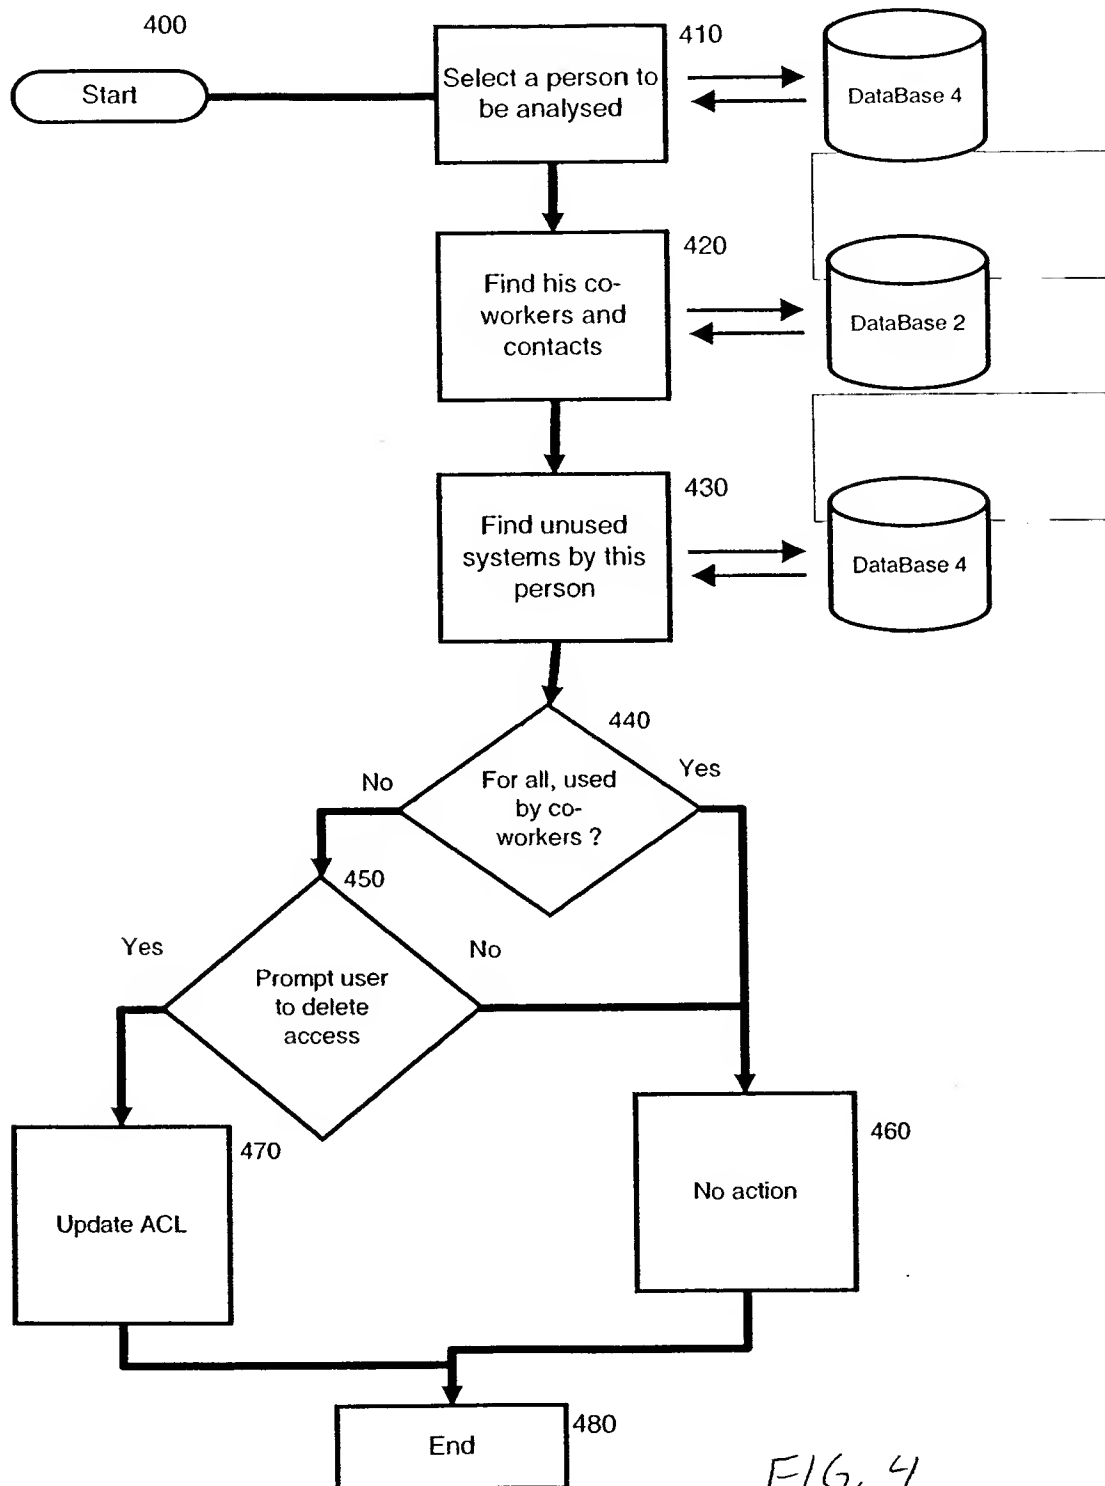 400
Start
Select a person to
be analysed
410
DataBase 4
Find his co-
workers and
contacts
420
DataBase 2
Find unused
systems by this
person
430
DataBase 4
440
For all, used
by co-
workers ?
No
Yes
450
Prompt user
to delete
access
Yes
No
470
Update ACL
460
No action
480
End
FIG. 4